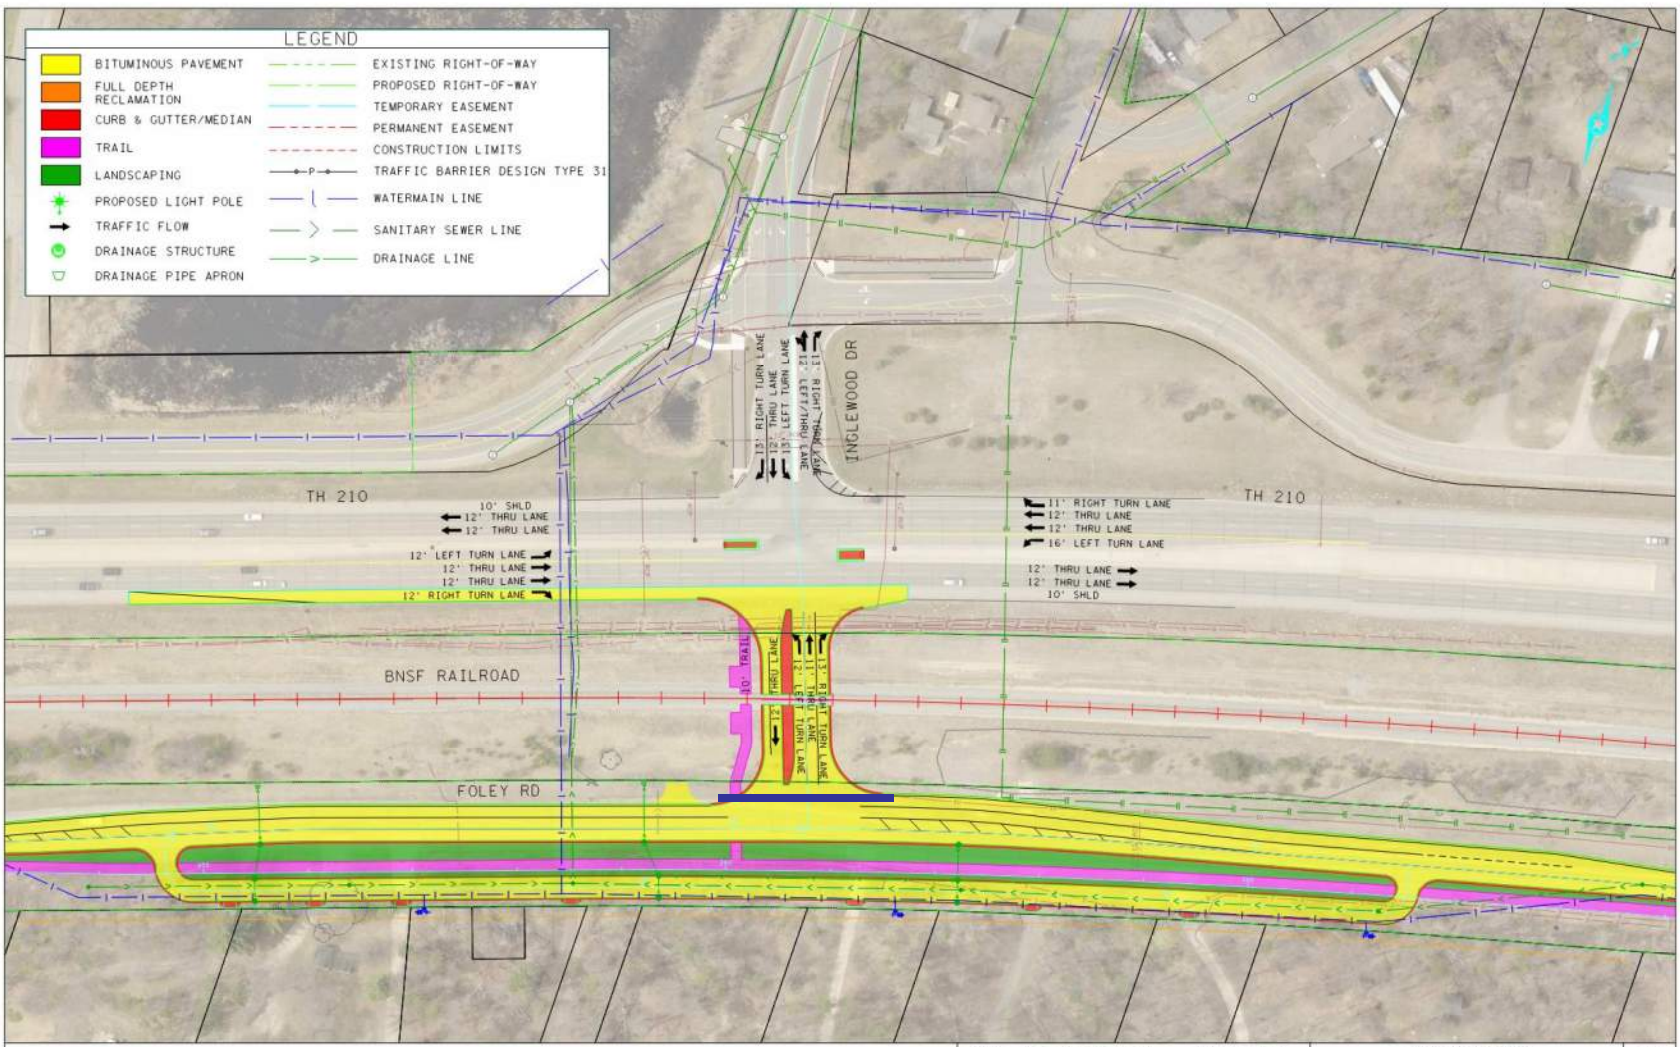 LEGEND
BITUMINOUS PAVEMENT
FULL DEPTH
RECLAMATION
CURB & GUTTER/MEDIAN
TRAIL
LANDSCAPING
PROPOSED LIGHT POLE
TRAFFIC FLOW
DRAINAGE STRUCTURE
DRAINAGE PIPE APRON
EXISTING RIGHT-OF-WAY
PROPOSED RIGHT-OF-WAY
TEMPORARY EASEMENT
PERMANENT EASEMENT
CONSTRUCTION LIMITS
P
TRAFFIC BARRIER DESIGN TYPE 31
WATERMAIN LINE
SANITARY SEWER LINE
DRAINAGE LINE
13' RIGHT TURN LANE
12' THRU LANE
13' LEFT TURN LANE
12' LEFT/THRU LANE
13' RIGHT TURN LANE
INGLEWOOD DR
TH 210
TH 210
10' SHLD
12' THRU LANE
12' THRU LANE
12' LEFT TURN LANE
12' THRU LANE
12' THRU LANE
12' RIGHT TURN LANE
11' RIGHT TURN LANE
12' THRU LANE
12' THRU LANE
16' LEFT TURN LANE
12' THRU LANE
12' THRU LANE
10' SHLD
10' TRAIL
12' THRU LANE
12' LEFT TURN LANE
11' THRU LANE
13' RIGHT TURN LANE
BNSF RAILROAD
FOLEY RD